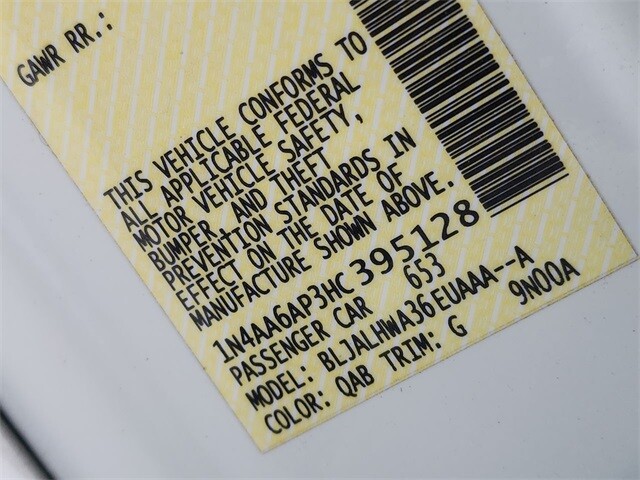 GAWR RR.:
THIS VEHICLE CONFORMS TO
ALL APPLICABLE FEDERAL
MOTOR VEHICLE SAFETY,
BUMPER AND THEFT
PREVENTION STANDARDS IN
EFFECT ON THE DATE OF
MANUFACTURE SHOWN ABOVE.
1N4AA6AP3HC395128
PASSENGER CAR 653
MODEL: BLJALHWA36EUAAA--A
COLOR: QAB TRIM: G 9N00A